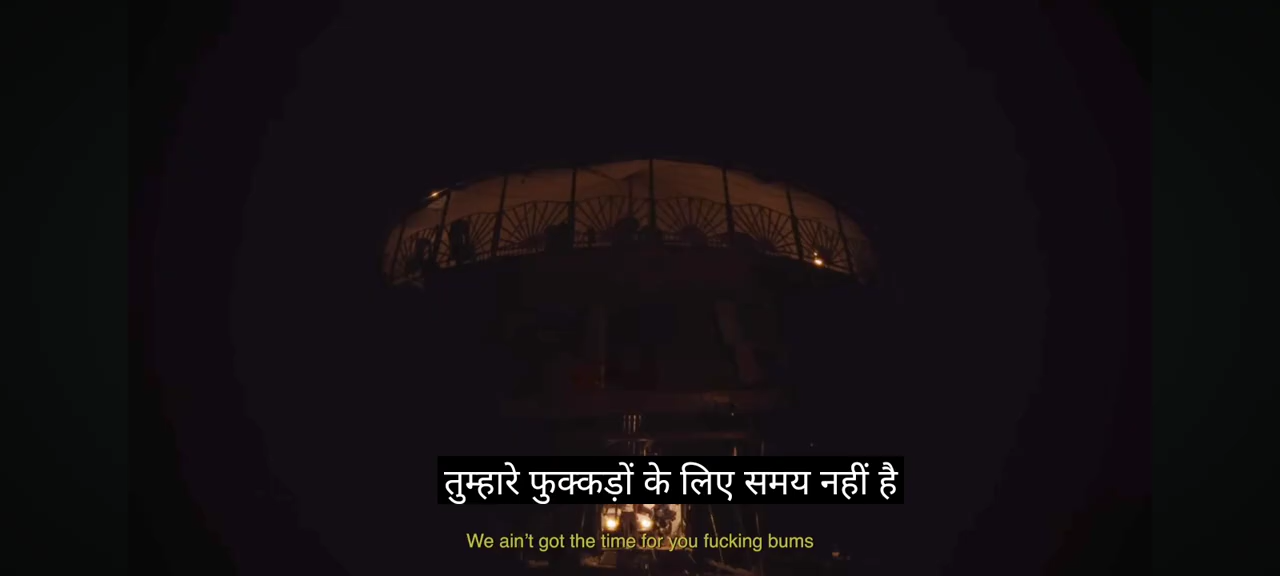 तुम्हारे फुक्कड़ों के लिए समय नहीं है
We ain't got the time for you fucking bums